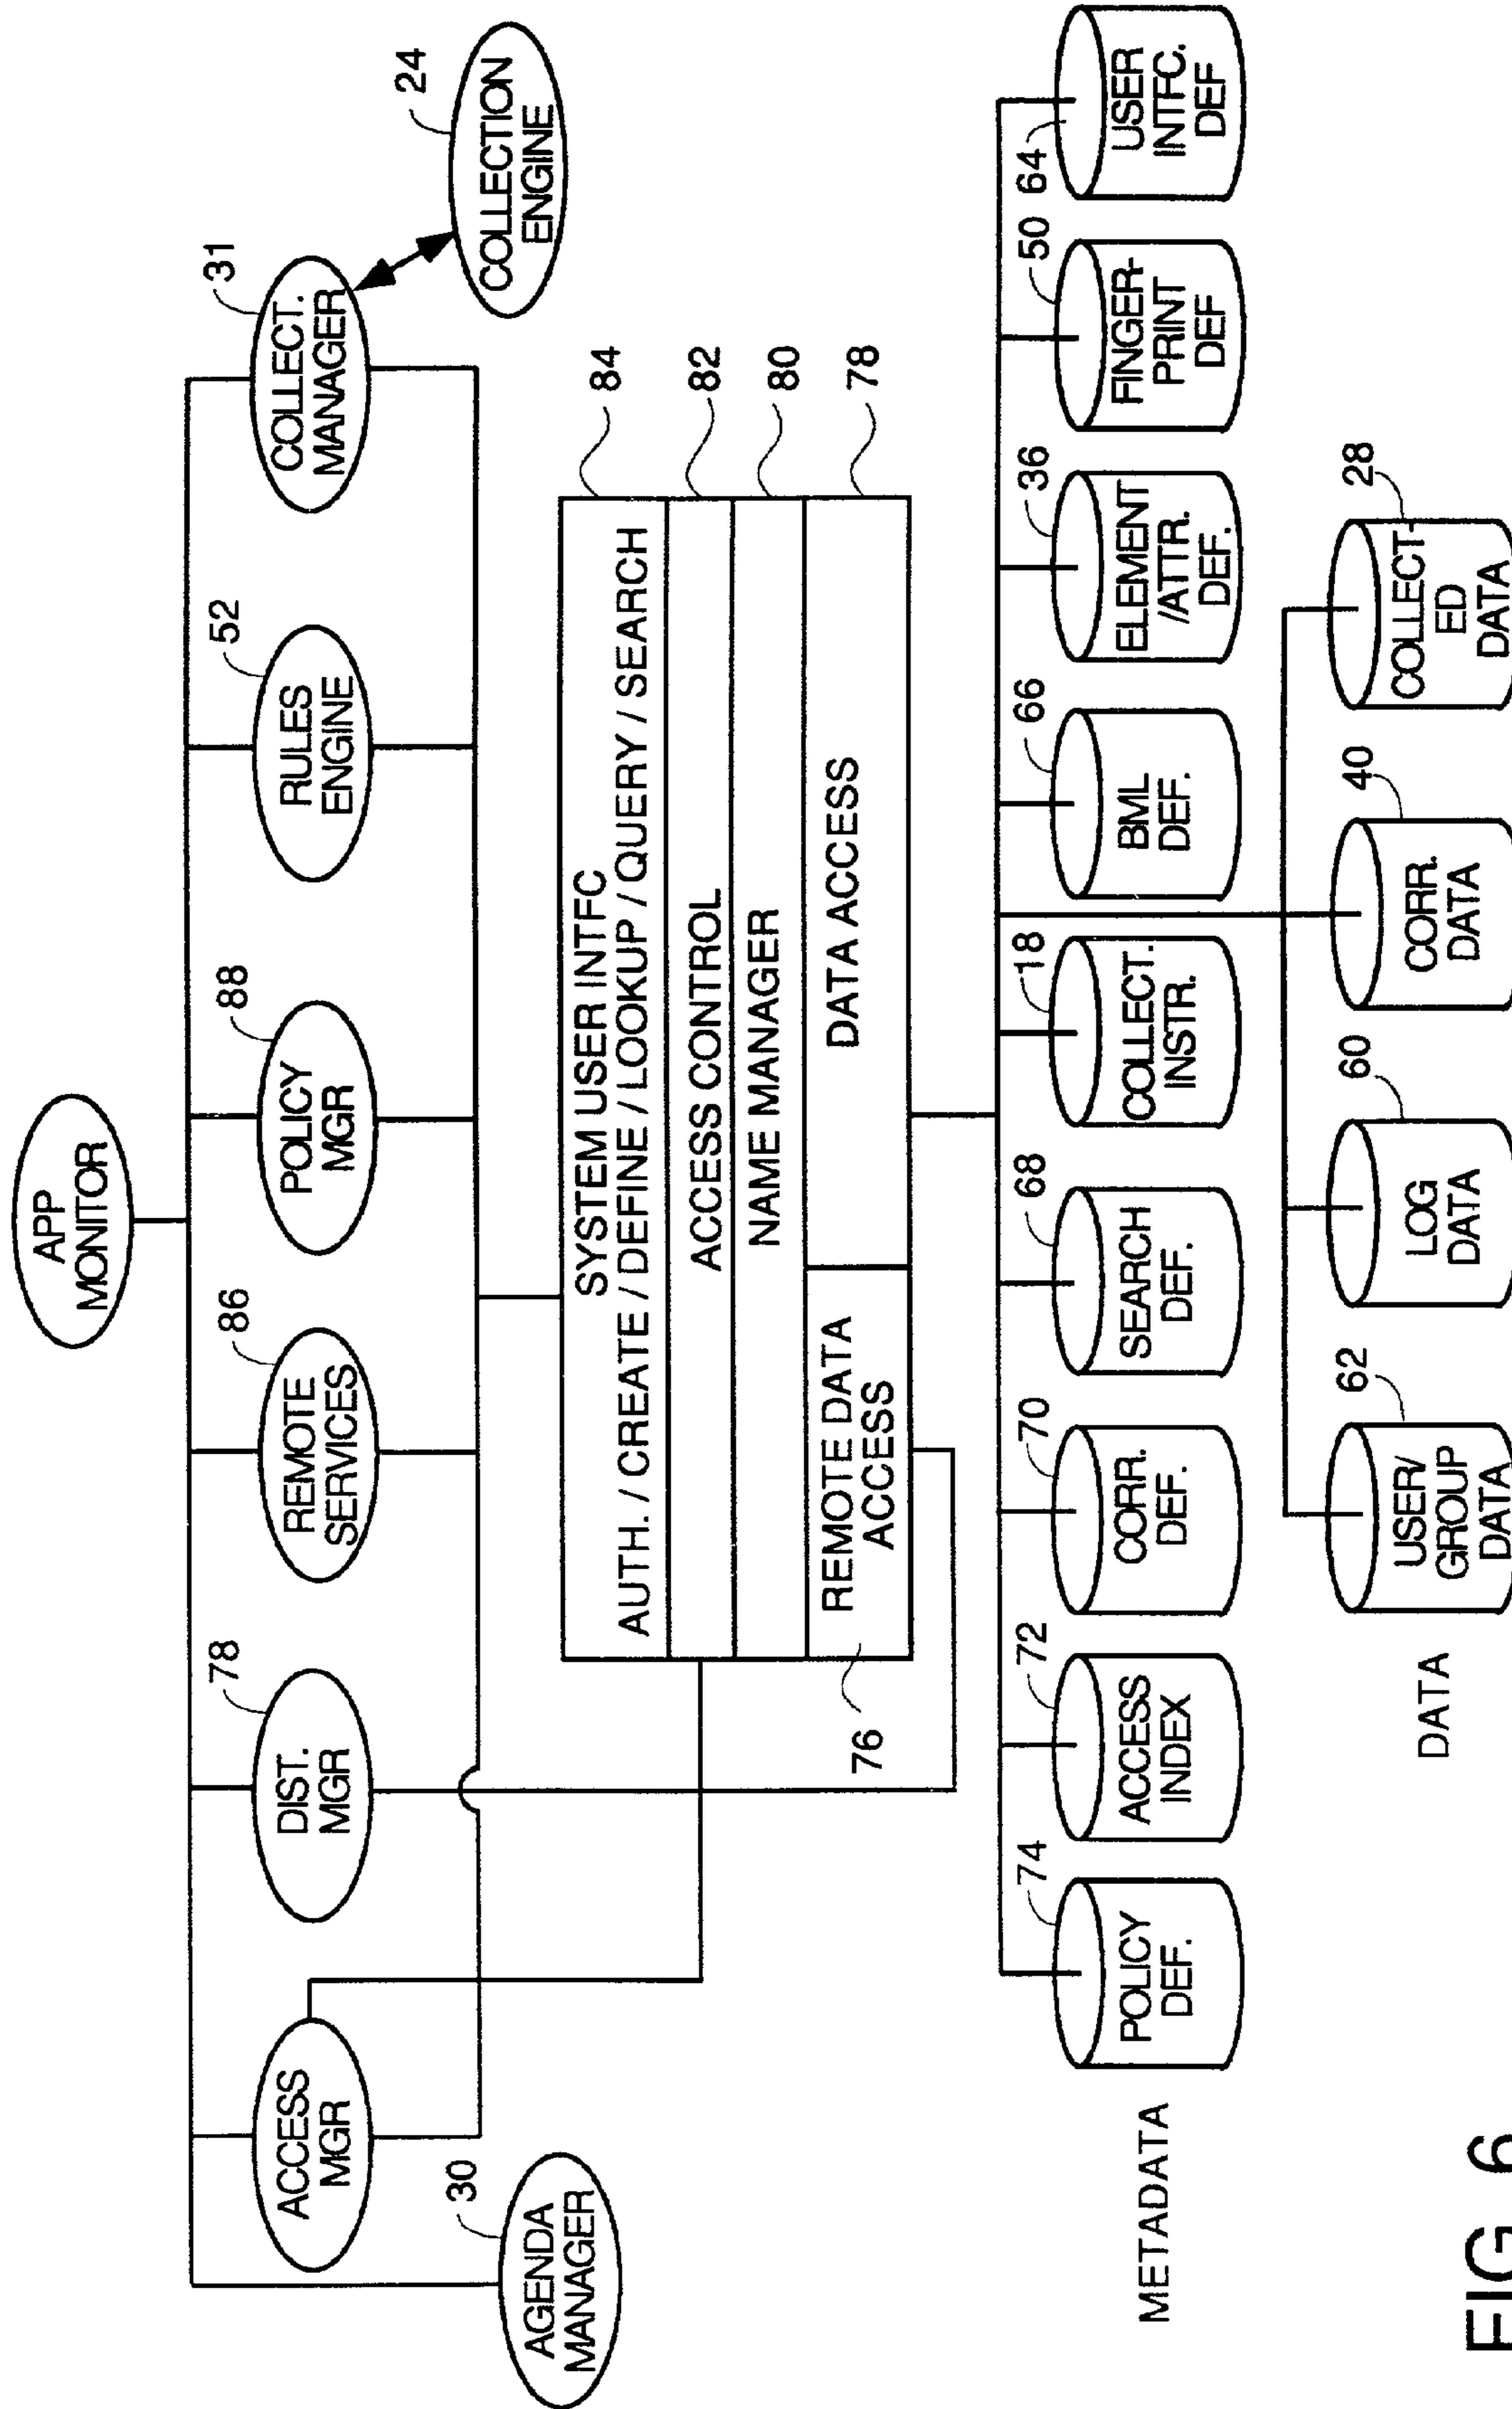 APP
MONITOR
ACCESS
MGR
78
DIST.
MGR
86
REMOTE
SERVICES
88
POLICY
MGR
52
RULES
ENGINE
31
COLLECT.
MANAGER
30
AGENDA
MANAGER
24
COLLECTION
ENGINE
SYSTEM USER INTFC
AUTH. / CREATE / DEFINE / LOOKUP / QUERY / SEARCH
84
ACCESS CONTROL
82
NAME MANAGER
80
76
REMOTE DATA
ACCESS
DATA ACCESS
78
METADATA
74
POLICY
DEF.
72
ACCESS
INDEX
70
CORR.
DEF.
68
SEARCH
DEF.
18
COLLECT.
INSTR.
66
BML
DEF.
36
ELEMENT
/ATTR.
DEF.
50
FINGER-
PRINT
DEF
64
USER
INTFC.
DEF
DATA
62
USER/
GROUP
DATA
60
LOG
DATA
40
CORR.
DATA
28
COLLECT-
ED
DATA
FIG. 6